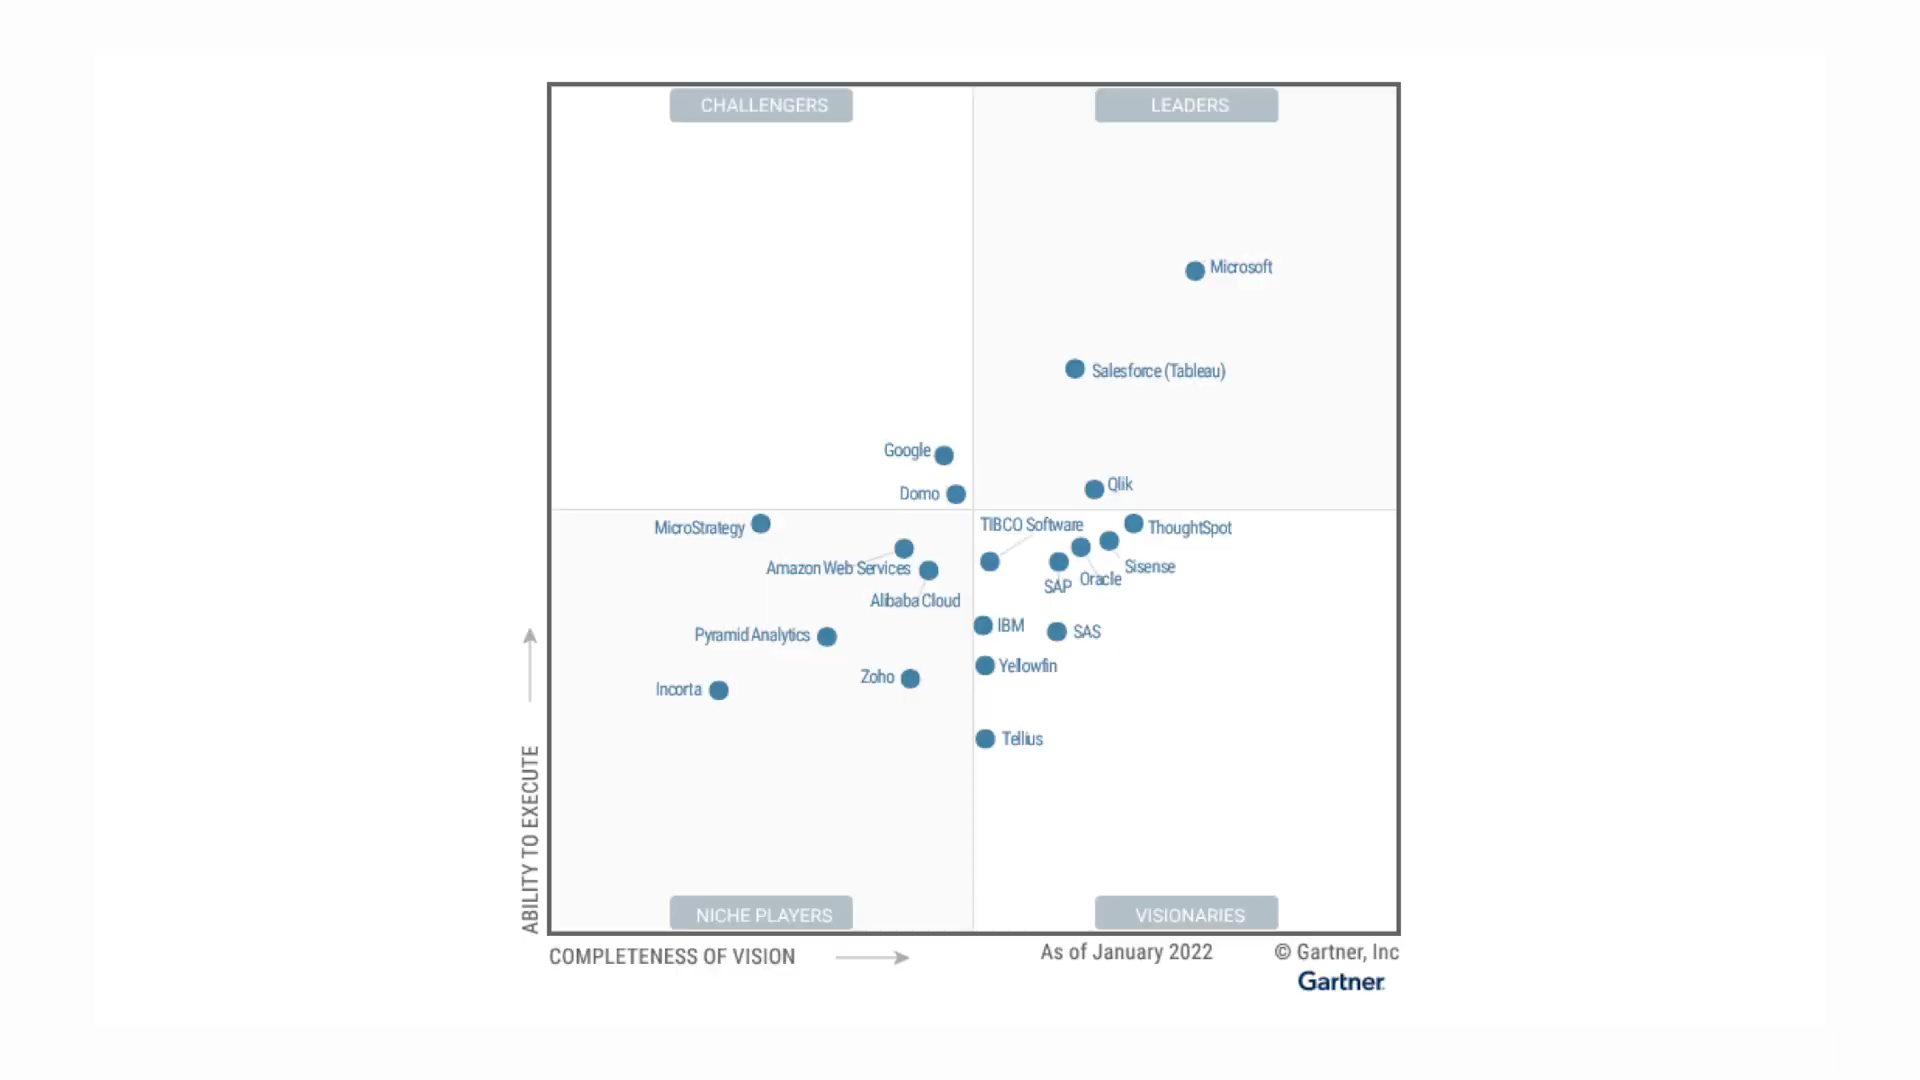 CHALLENGERS
LEADERS
Microsoft
Salesforce (Tableau)
Google
Domo
Qlik
MicroStrategy
TIBCO Software
ThoughtSpot
Amazon Web Services
Sisense
Oracle
SAP
Alibaba Cloud
IBM
SAS
Pyramid Analytics
Yellowfin
Zoho
Incorta
Tellius
ABILITY TO EXECUTE
NICHE PLAYERS
VISIONARIES
COMPLETENESS OF VISION
As of January 2022
© Gartner, Inc
Gartner